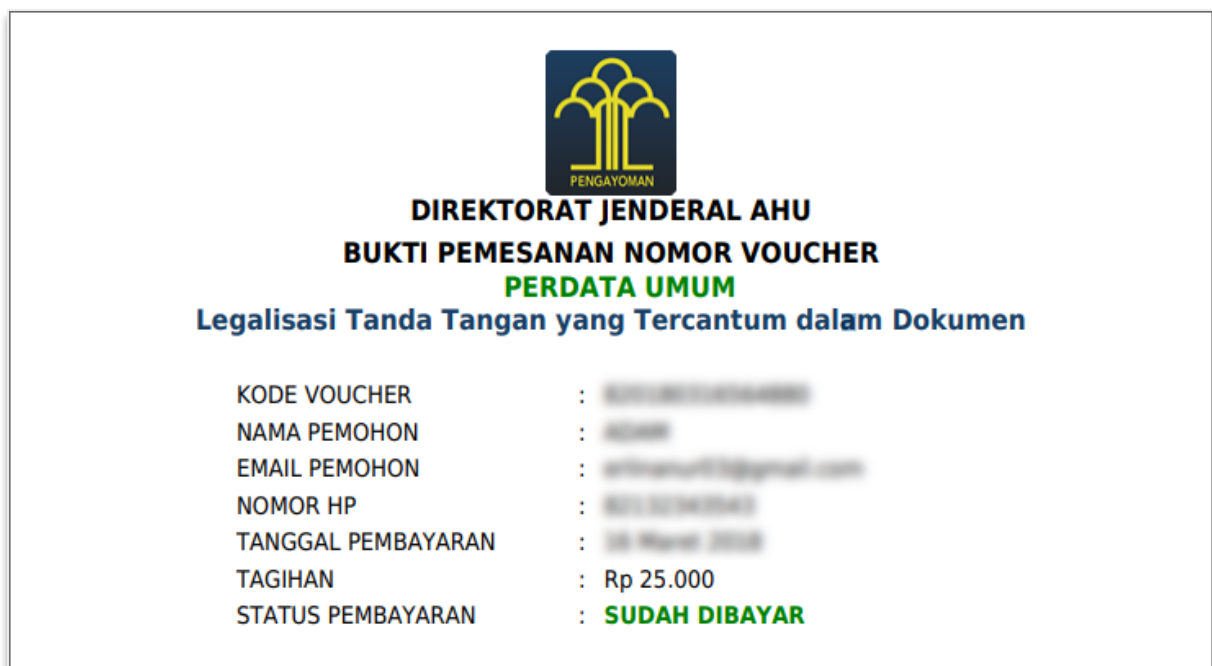 PENGAYOMAN
DIREKTORAT JENDERAL AHU
BUKTI PEMESANAN NOMOR VOUCHER
PERDATA UMUM
Legalisasi Tanda Tangan yang Tercantum dalam Dokumen
KODE VOUCHER :
NAMA PEMOHON :
EMAIL PEMOHON :
NOMOR HP :
TANGGAL PEMBAYARAN :
TAGIHAN : Rp 25.000
STATUS PEMBAYARAN : SUDAH DIBAYAR